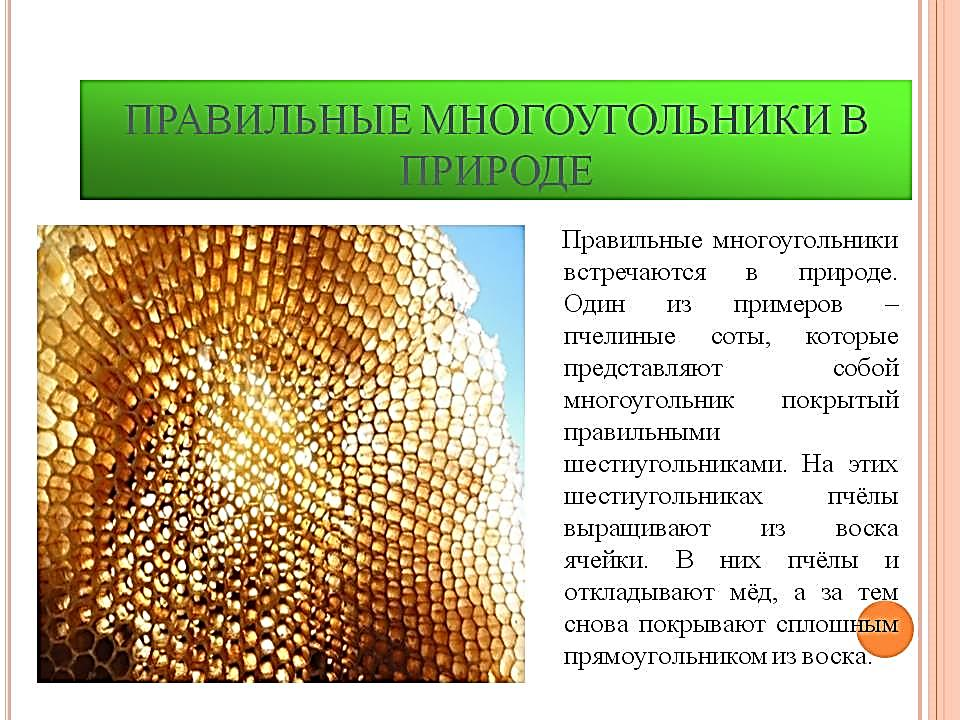 ПРАВИЛЬНЫЕ МНОГОУГОЛЬНИКИ В
ПРИРОДЕ
Правильные многоугольники
встречаются в природе.
Один из примеров –
пчелиные соты, которые
представляют собой
многоугольник покрытый
правильными
шестиугольниками. На этих
шестиугольниках пчёлы
выращивают из воска
ячейки. В них пчёлы и
откладывают мёд, а за тем
снова покрывают сплошным
прямоугольником из воска.